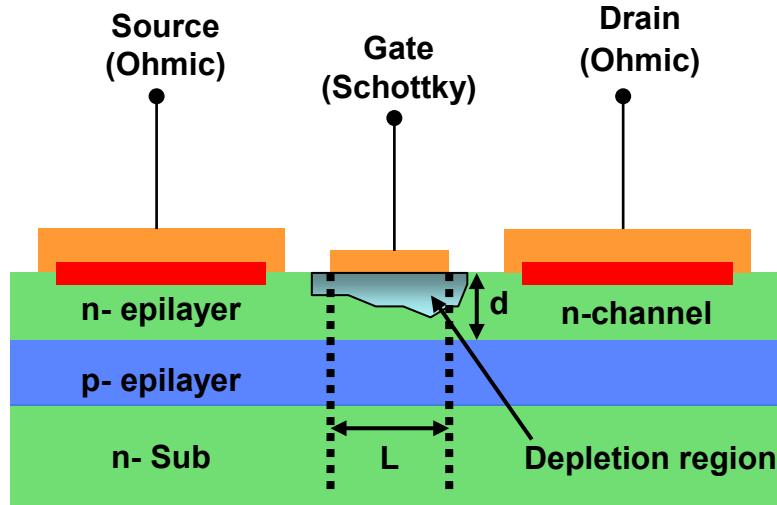 Source
(Ohmic)
Gate
(Schottky)
Drain
(Ohmic)
n- epilayer
d
n-channel
p- epilayer
n- Sub
L
Depletion region